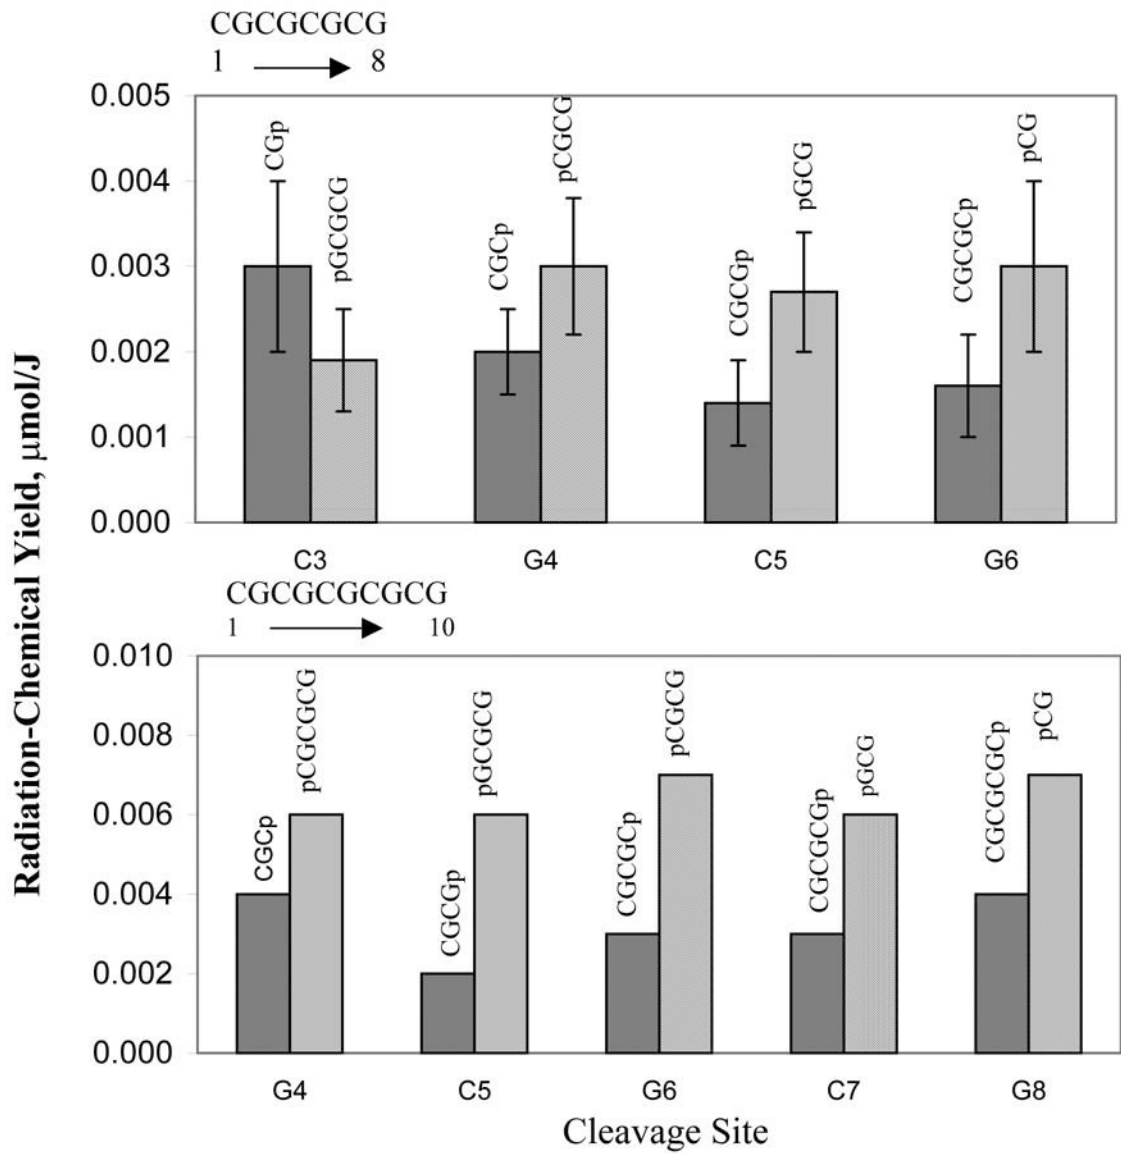 CGCGCGCG
1 8
Radiation-Chemical Yield, μmol/J
0.005
0.004
0.003
0.002
0.001
0.000
CGp
pGCGCG
CGCp
pCGCG
CGCGp
pGCG
CGCGCp
pCG
C3 G4 C5 G6
CGCGCGCGCG
1 10
0.010
0.008
0.006
0.004
0.002
0.000
CGCp
pCGCGCG
CGCGp
pGCGCG
CGCGCp
pCGCG
CGCGCGp
pGCG
CGCGCGCp
pCG
G4 C5 G6 C7 G8
Cleavage Site